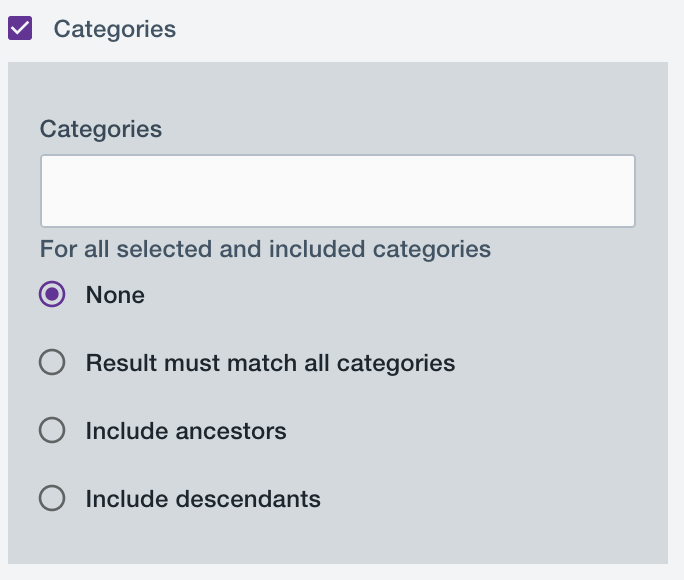 Categories
Categories
For all selected and included categories
None
Result must match all categories
Include ancestors
Include descendants